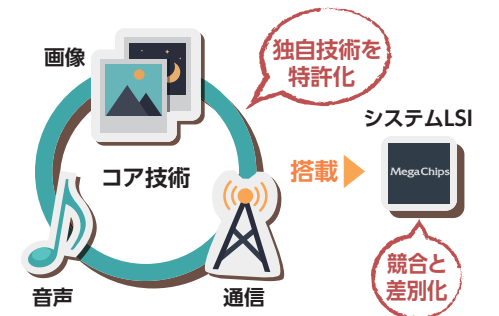 画像
独自技術を
特許化
システムLSI
コア技術
搭載
MegaChips
音声
通信
競合と
差別化